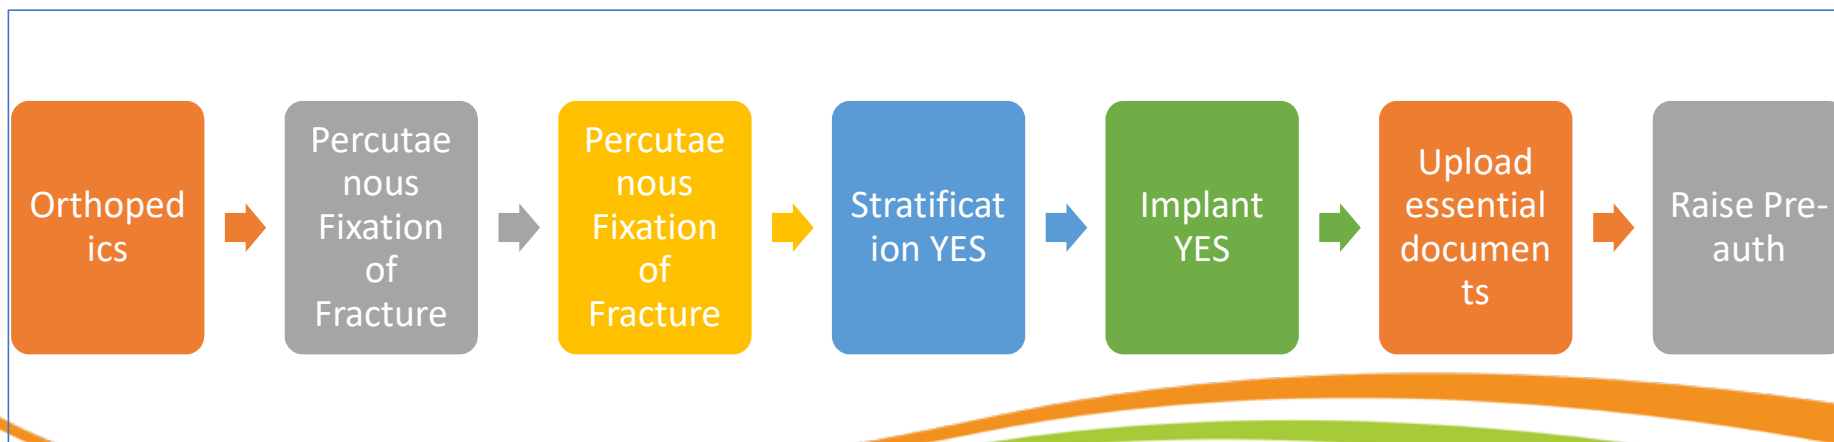 Orthoped
ics
Percutae
nous
Fixation
of
Fracture
Percutae
nous
Fixation
of
Fracture
Stratificat
ion YES
Implant
YES
Upload
essential
documen
ts
Raise Pre-
auth